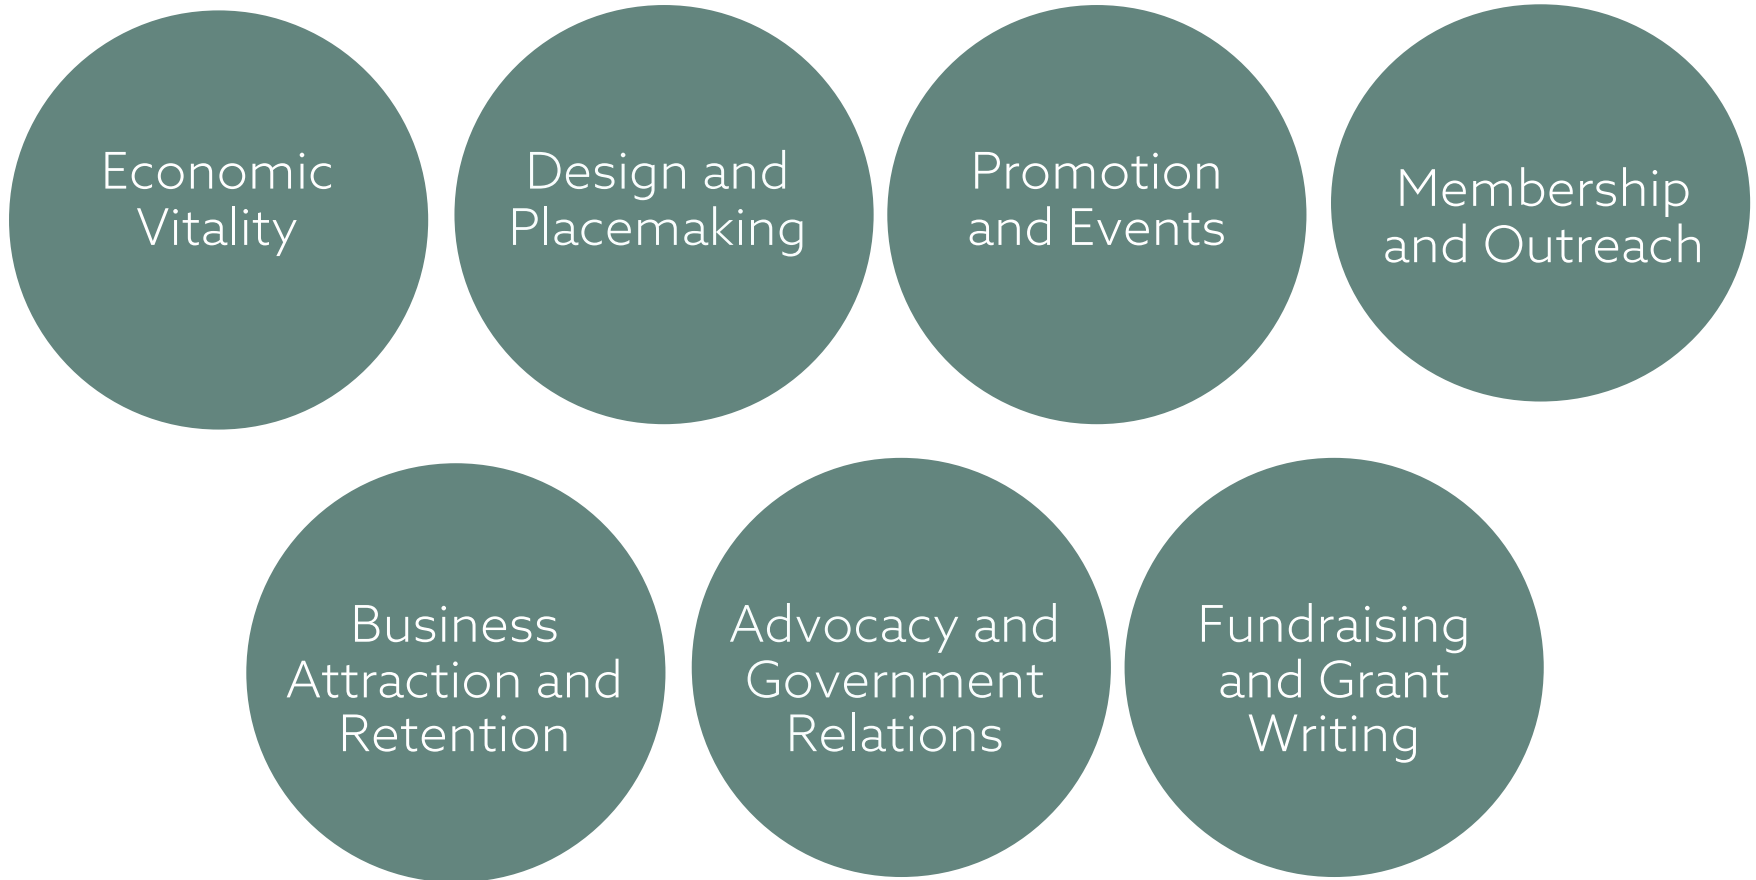 Economic
Vitality
Design and
Placemaking
Promotion
and Events
Membership
and Outreach
Business
Attraction and
Retention
Advocacy and
Government
Relations
Fundraising
and Grant
Writing